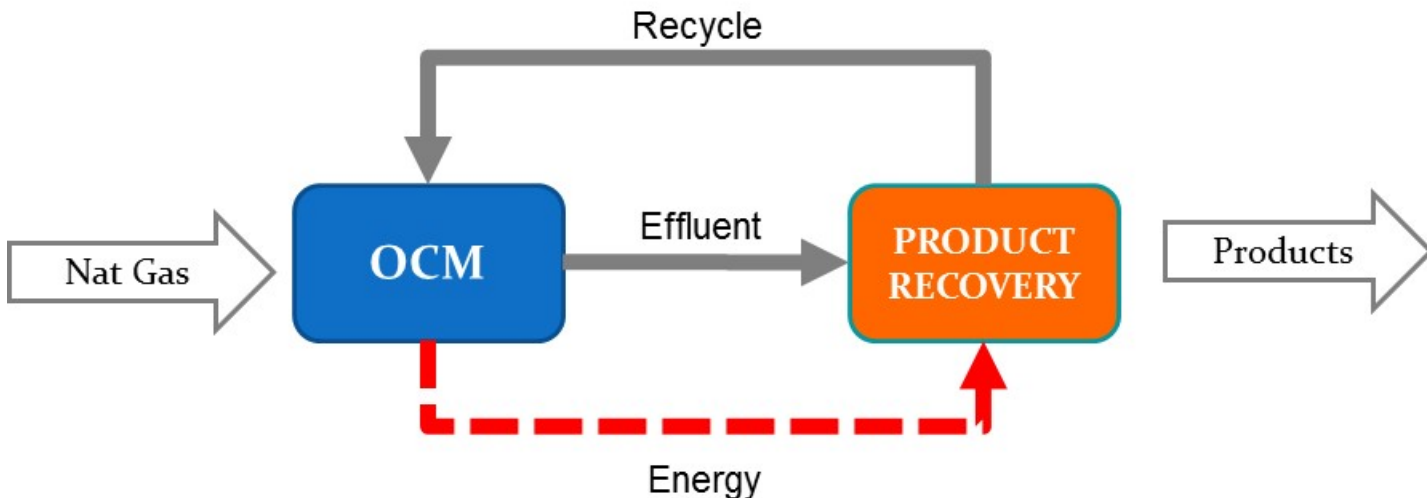 Recycle
Nat Gas
OCM
Effluent
PRODUCT
RECOVERY
Products
Energy